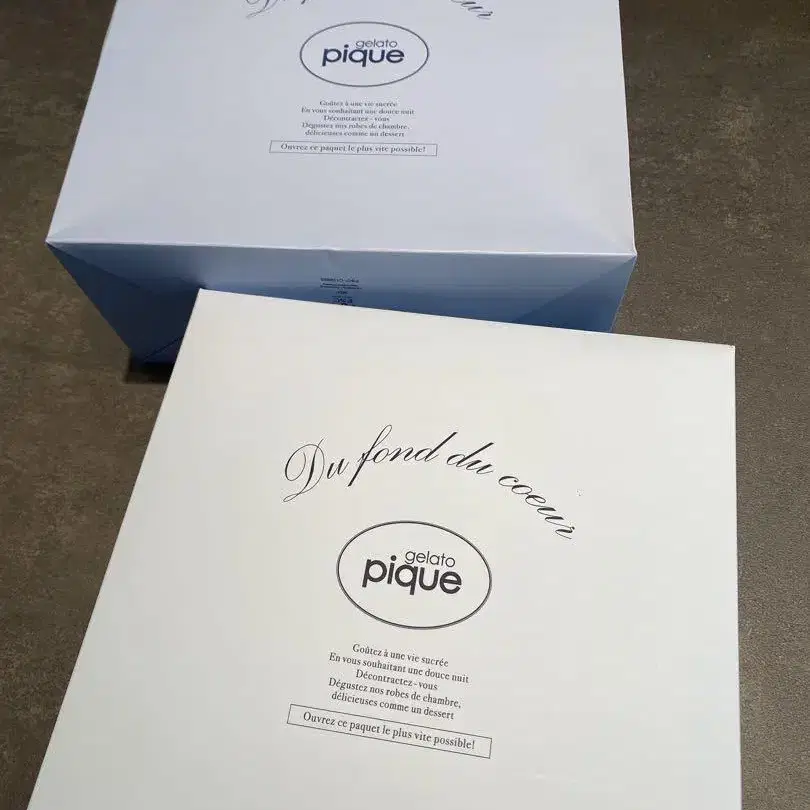 gelato
pique
Goûtez à une vie sucrée
En vous souhaitant une douce nuit
Décontractez - vous
Dégustez nos robes de chambre,
délicieuses comme un dessert
Ouvrez ce paquet le plus vite possible!
Du fond du coeur
gelato
pique
Goûtez à une vie sucrée
En vous souhaitant une douce nuit
Décontractez - vous
Dégustez nos robes de chambre,
délicieuses comme un dessert
Ouvrez ce paquet le plus vite possible!